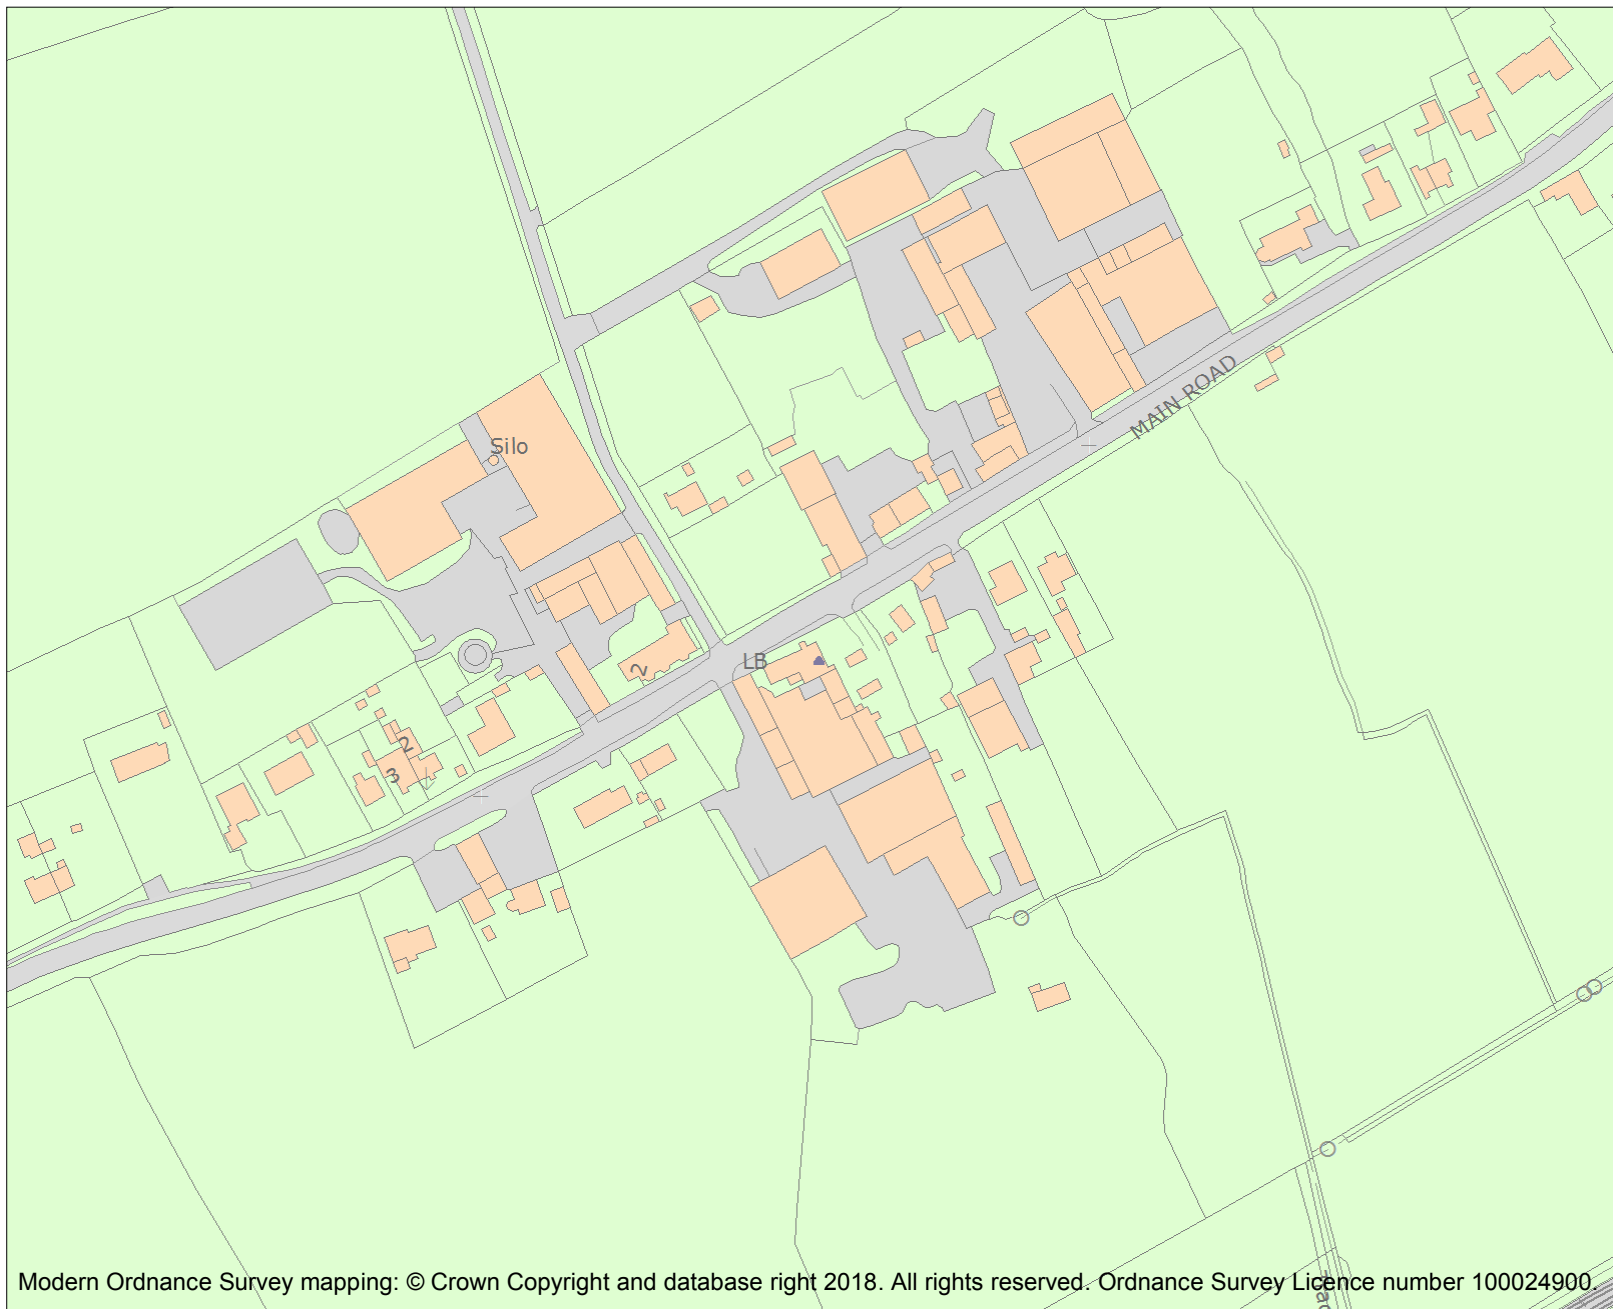 MAIN ROAD
Silo
LB
2
2
3
Modern Ordnance Survey mapping: © Crown Copyright and database right 2018. All rights reserved. Ordnance Survey Licence number 100024900.